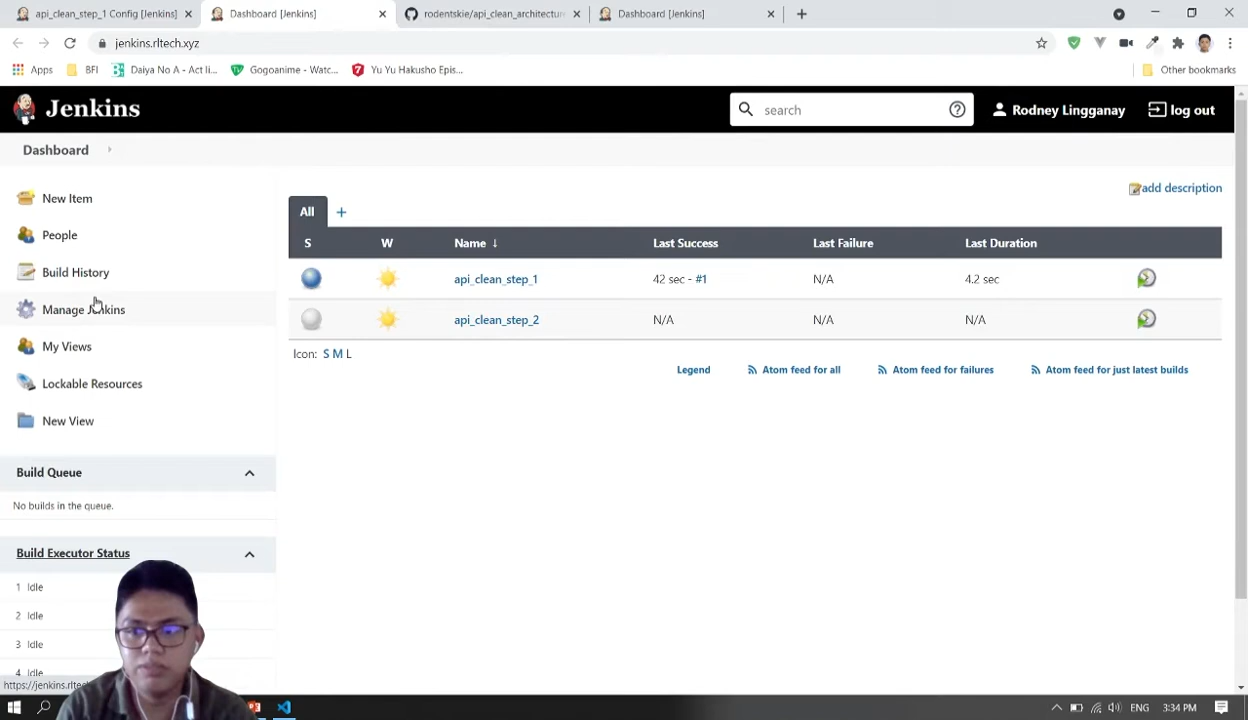 api_clean_step_1 Config [Jenkins]
Dashboard [Jenkins]
rodentskie/api_clean_architecture
Dashboard [Jenkins]
jenkins.rltech.xyz
Apps
BFI
Daiya No A - Act Ii...
Gogoanime - Watc...
Yu Yu Hakusho Epis...
Other bookmarks
Jenkins
search
Rodney Lingganay
log out
Dashboard
New Item
People
Build History
Manage Jenkins
My Views
Lockable Resources
New View
Build Queue
No builds in the queue.
Build Executor Status
1 Idle
2 Idle
3 Idle
4 Idle
add description
All +
S W Name ↓ Last Success Last Failure Last Duration
api_clean_step_1 42 sec - #1 N/A 4.2 sec
api_clean_step_2 N/A N/A N/A
Icon: S M L
Legend Atom feed for all Atom feed for failures Atom feed for just latest builds
https://jenkins.rltec
ENG 3:34 PM